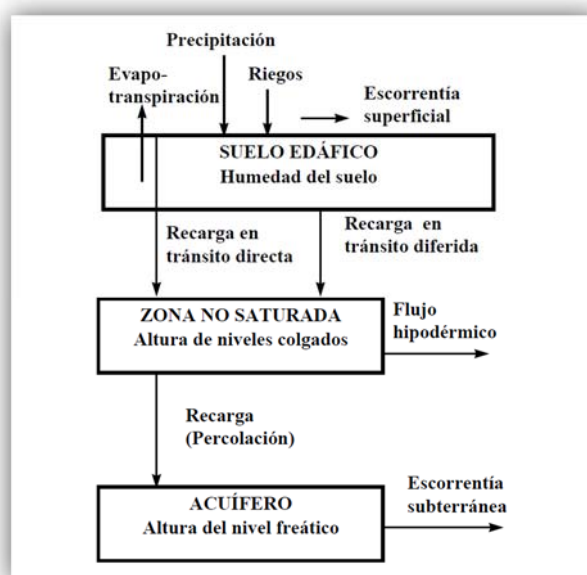 Precipitación
Evapo-
transpiración
Riegos
Escorrentía
superficial
SUELO EDÁFICO
Humedad del suelo
Recarga en
tránsito directa
Recarga en
tránsito diferida
ZONA NO SATURADA
Altura de niveles colgados
Flujo
hipodérmico
Recarga
(Percolación)
ACUÍFERO
Altura del nivel freático
Escorrentía
subterránea